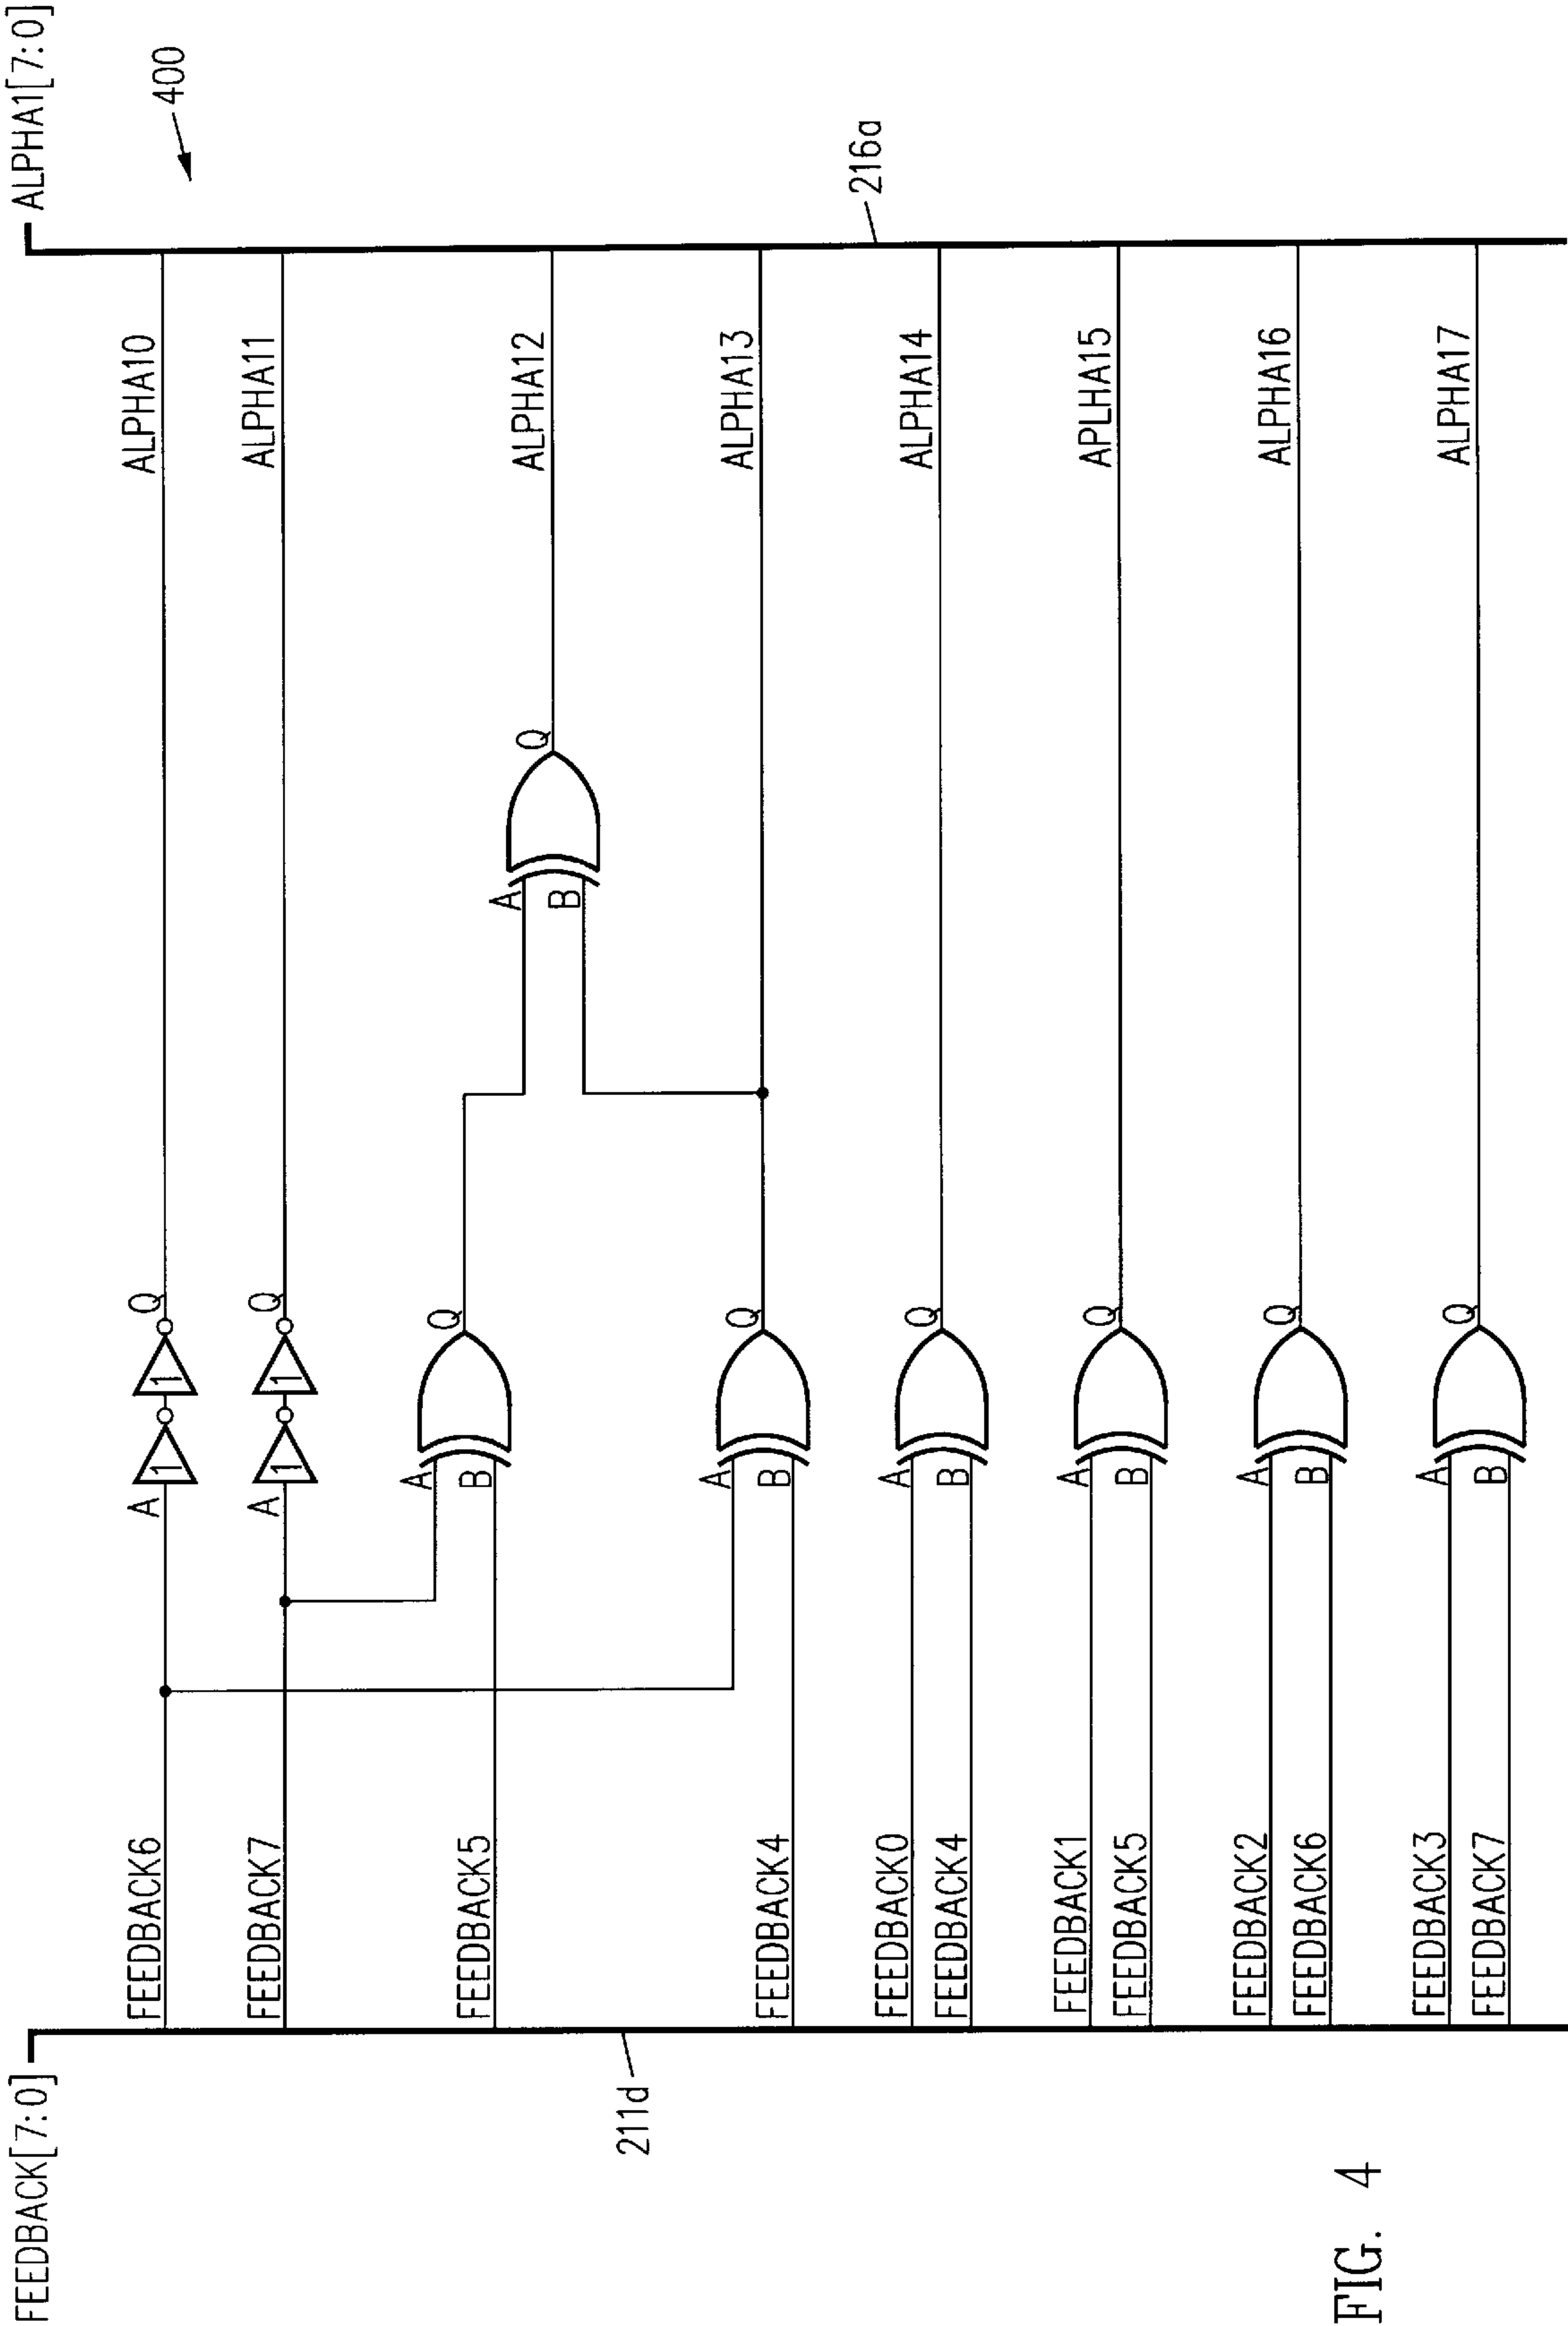 FEEDBACK[7:0]
ALPHA1[7:0]
400
FEEDBACK6
A
1
1
Q
ALPHA10
FEEDBACK7
A
1
1
Q
ALPHA11
FEEDBACK5
A
B
Q
A
B
Q
ALPHA12
FEEDBACK4
A
B
Q
ALPHA13
211d
216a
FEEDBACK0
FEEDBACK4
A
B
Q
ALPHA14
FEEDBACK1
FEEDBACK5
A
B
Q
APLHA15
FEEDBACK2
FEEDBACK6
A
B
Q
ALPHA16
FEEDBACK3
FEEDBACK7
A
B
Q
ALPHA17
FIG. 4